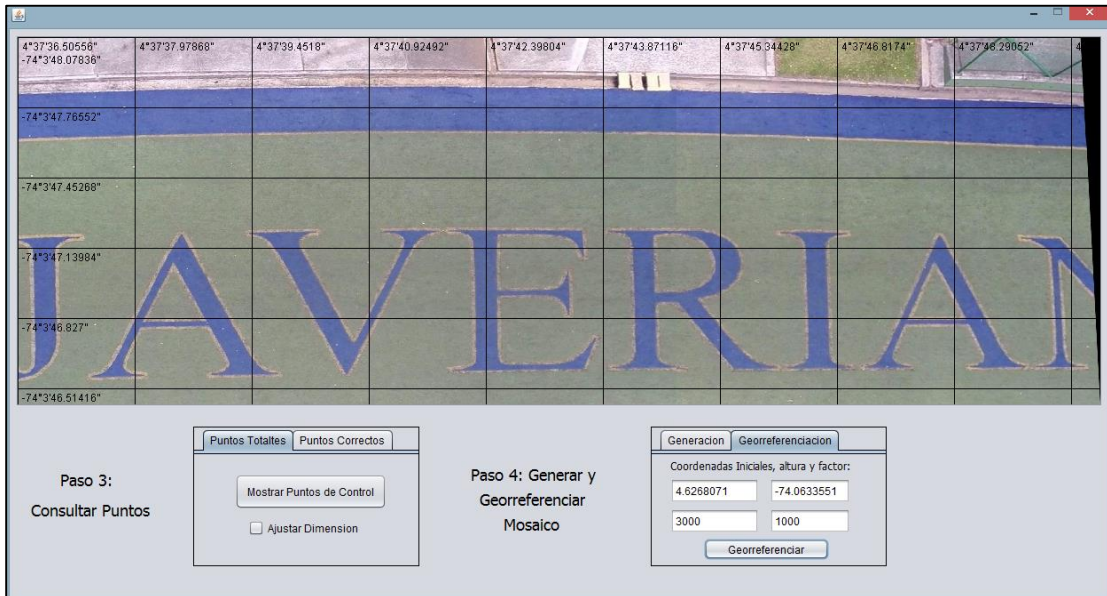 4°37'36.50556" 4°37'37.97868" 4°37'39.4518" 4°37'40.92492" 4°37'42.39804" 4°37'43.87116" 4°37'45.34428" 4°37'46.8174" 4°37'48.29052" 4
-74°3'48.07836"
-74°3'47.76552"
-74°3'47.45268"
-74°3'47.13984"
-74°3'46.827"
-74°3'46.51416"
JAVERIAN
Paso 3:
Consultar Puntos
Puntos Totaltes Puntos Correctos
Mostrar Puntos de Control
Ajustar Dimension
Paso 4: Generar y
Georreferenciar
Mosaico
Generacion Georreferenciacion
Coordenadas Iniciales, altura y factor:
4.6268071 -74.0633551
3000 1000
Georreferenciar